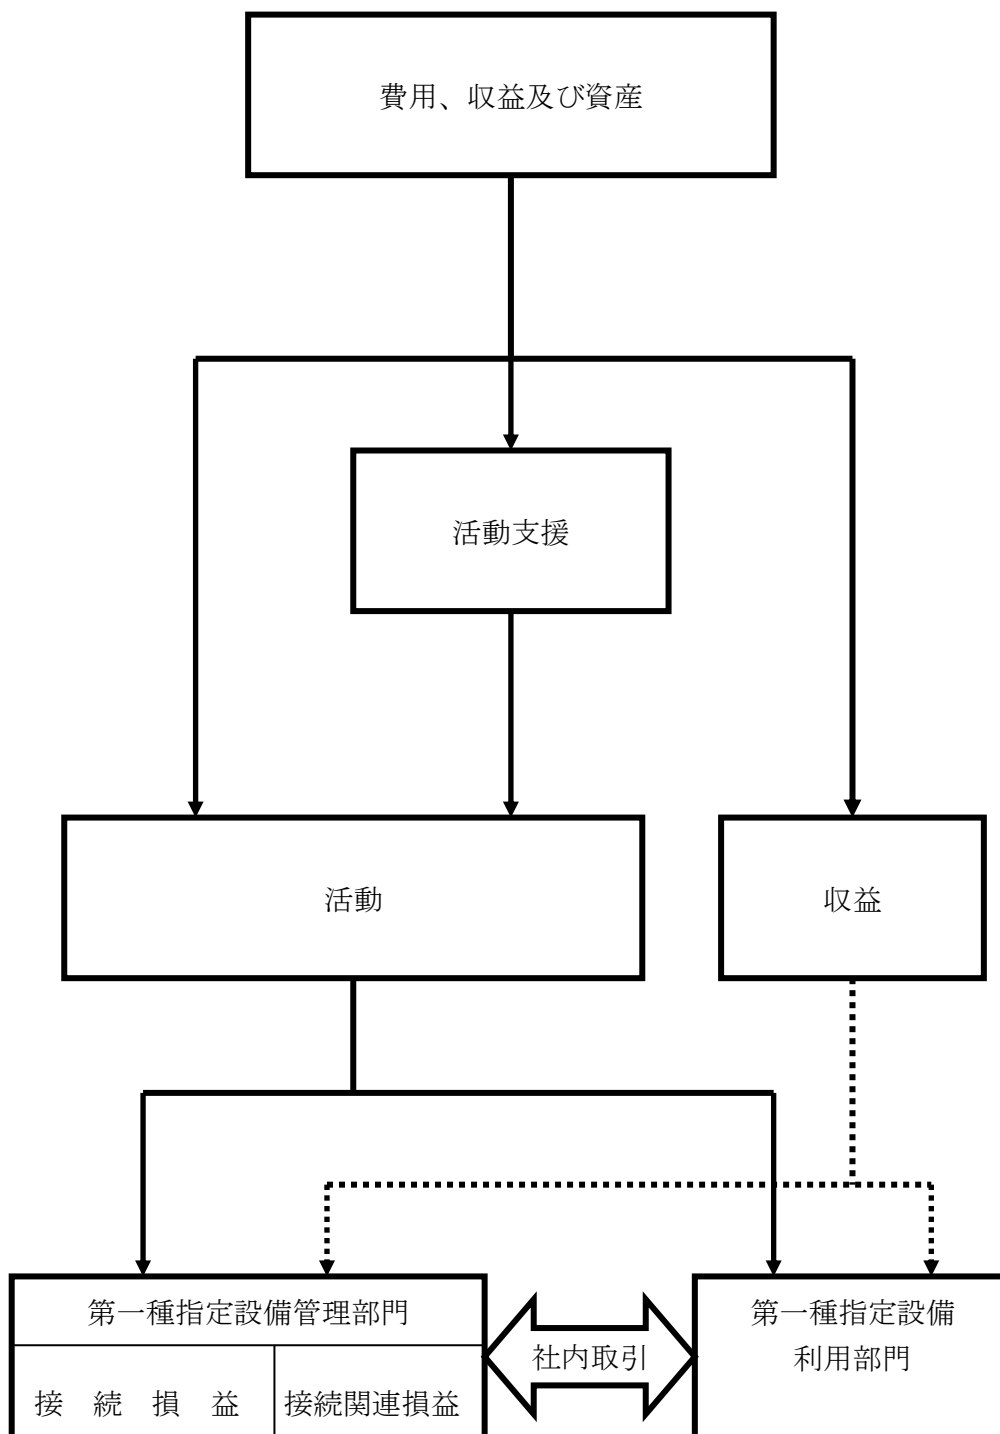 費用、収益及び資産
活動支援
活動
収益
第一種指定設備管理部門
接続損益
接続関連損益
社内取引
第一種指定設備
利用部門